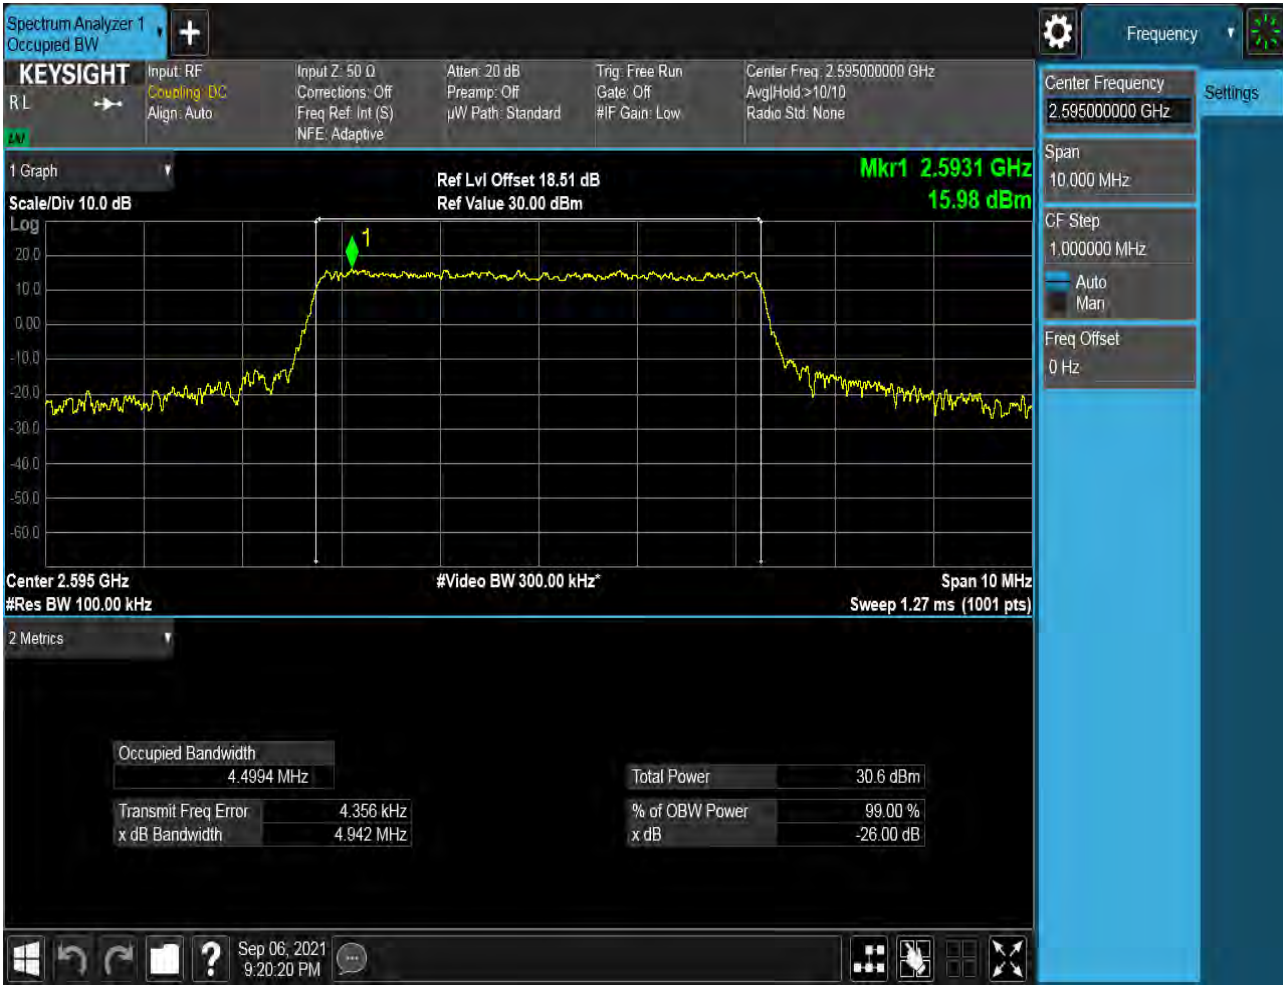 Spectrum Analyzer 1
Occupied BW
Frequency
KEYSIGHT
R L
Input: RF
Coupling: DC
Align: Auto
Input Z: 50 Ω
Corrections: Off
Freq Ref: Int (S)
NFE: Adaptive
Atten: 20 dB
Preamp: Off
µW Path: Standard
Trig: Free Run
Gate: Off
#IF Gain: Low
Center Freq: 2.595000000 GHz
Avg|Hold:>10/10
Radio Std: None
Center Frequency
2.595000000 GHz
Settings
Span
10.000 MHz
CF Step
1.000000 MHz
Auto
Man
Freq Offset
0 Hz
1 Graph
Scale/Div 10.0 dB
Log
Ref Lvl Offset 18.51 dB
Ref Value 30.00 dBm
Mkr1 2.5931 GHz
15.98 dBm
1
20.0
10.0
0.00
-10.0
-20.0
-30.0
-40.0
-50.0
-60.0
Center 2.595 GHz
#Res BW 100.00 kHz
#Video BW 300.00 kHz*
Span 10 MHz
Sweep 1.27 ms (1001 pts)
2 Metrics
Occupied Bandwidth
4.4994 MHz
Transmit Freq Error 4.356 kHz
x dB Bandwidth 4.942 MHz
Total Power 30.6 dBm
% of OBW Power 99.00 %
x dB -26.00 dB
Sep 06, 2021
9:20:20 PM